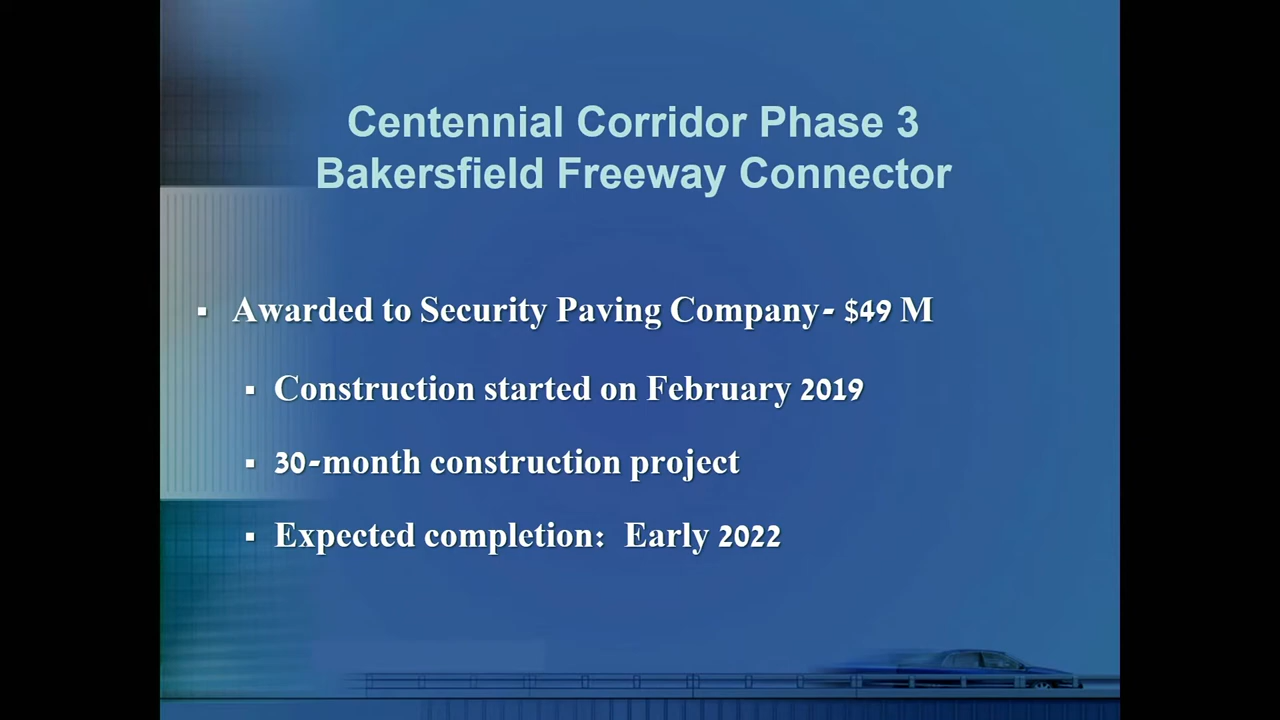 Centennial Corridor Phase 3
Bakersfield Freeway Connector
▪ Awarded to Security Paving Company- $49 M
▪ Construction started on February 2019
▪ 30-month construction project
▪ Expected completion: Early 2022